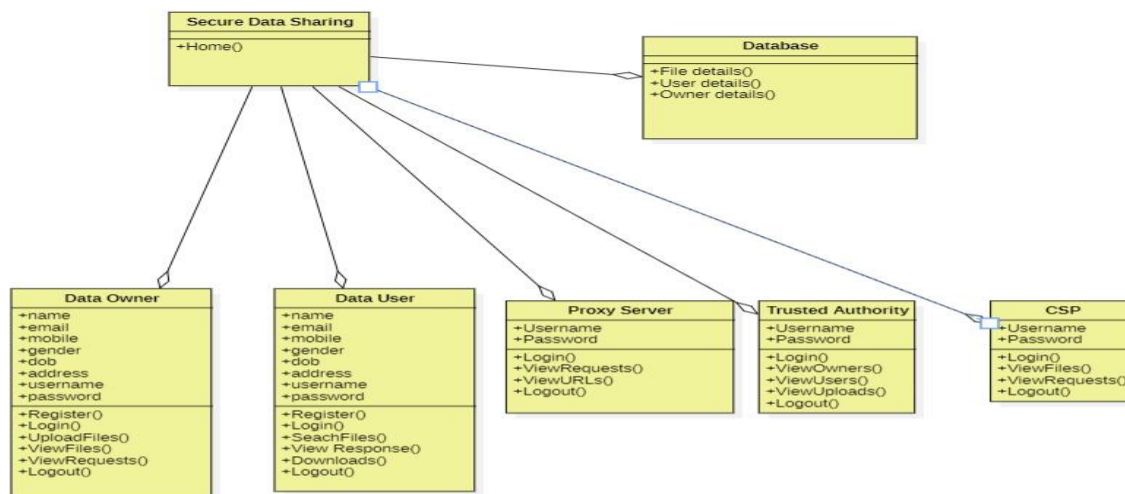 Secure Data Sharing
+Home()
Database
+File details()
+User details()
+Owner details()
Data Owner
+name
+email
+mobile
+gender
+dob
+address
+username
+password
+Register()
+Login()
+UploadFiles()
+ViewFiles()
+ViewRequests()
+Logout()
Data User
+name
+email
+mobile
+gender
+dob
+address
+username
+password
+Register()
+Login()
+SeachFiles()
+View Response()
+Downloads()
+Logout()
Proxy Server
+Username
+Password
+Login()
+ViewRequests()
+ViewURLs()
+Logout()
Trusted Authority
+Username
+Password
+Login()
+ViewOwners()
+ViewUsers()
+ViewUploads()
+Logout()
CSP
+Username
+Password
+Login()
+ViewFiles()
+ViewRequests()
+Logout()